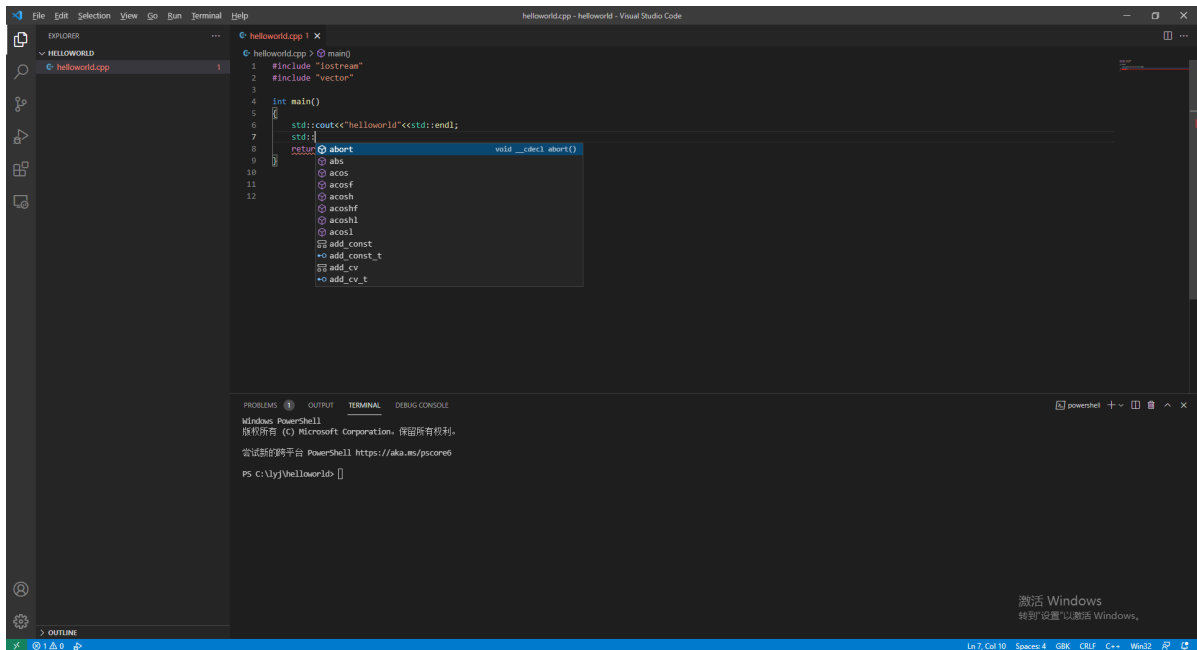 File Edit Selection View Go Run Terminal Help
helloworld.cpp - helloworld - Visual Studio Code
EXPLORER ···
HELLOWORLD
helloworld.cpp 1
OUTLINE
helloworld.cpp 1
helloworld.cpp > main()
1 #include "iostream"
2 #include "vector"
3
4 int main()
5 {
6 std::cout<<"helloworld"<<std::endl;
7 std::
8 retur
9 }
10
11
12
abort void __cdecl abort()
abs
acos
acosf
acosh
acoshf
acoshl
acosl
add_const
add_const_t
add_cv
add_cv_t
PROBLEMS 1 OUTPUT TERMINAL DEBUG CONSOLE
powershell
Windows PowerShell
版权所有 (C) Microsoft Corporation。保留所有权利。
尝试新的跨平台 PowerShell https://aka.ms/pscore6
PS C:\lyj\helloworld>
激活 Windows
转到"设置"以激活 Windows。
1 0
Ln 7, Col 10 Spaces: 4 GBK CRLF C++ Win32